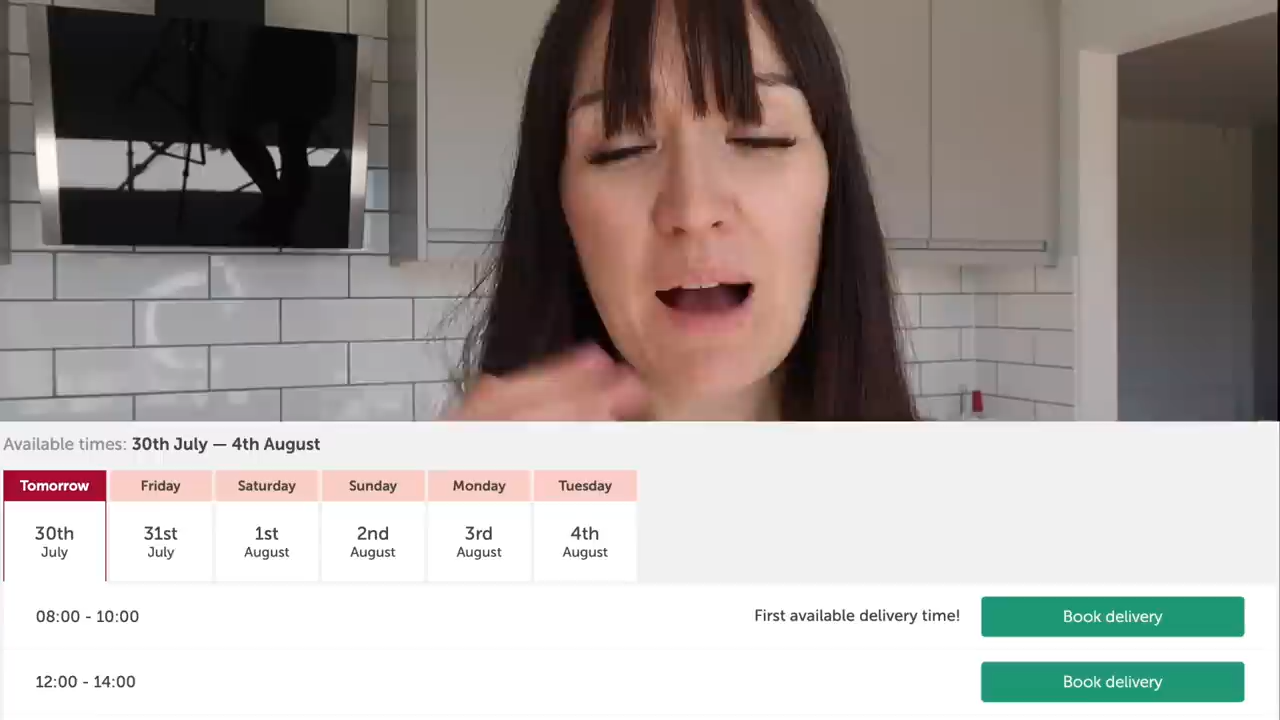 Available times: 30th July — 4th August
Tomorrow Friday Saturday Sunday Monday Tuesday
30th 31st 1st 2nd 3rd 4th
July July August August August August
08:00 - 10:00 First available delivery time! Book delivery
12:00 - 14:00 Book delivery